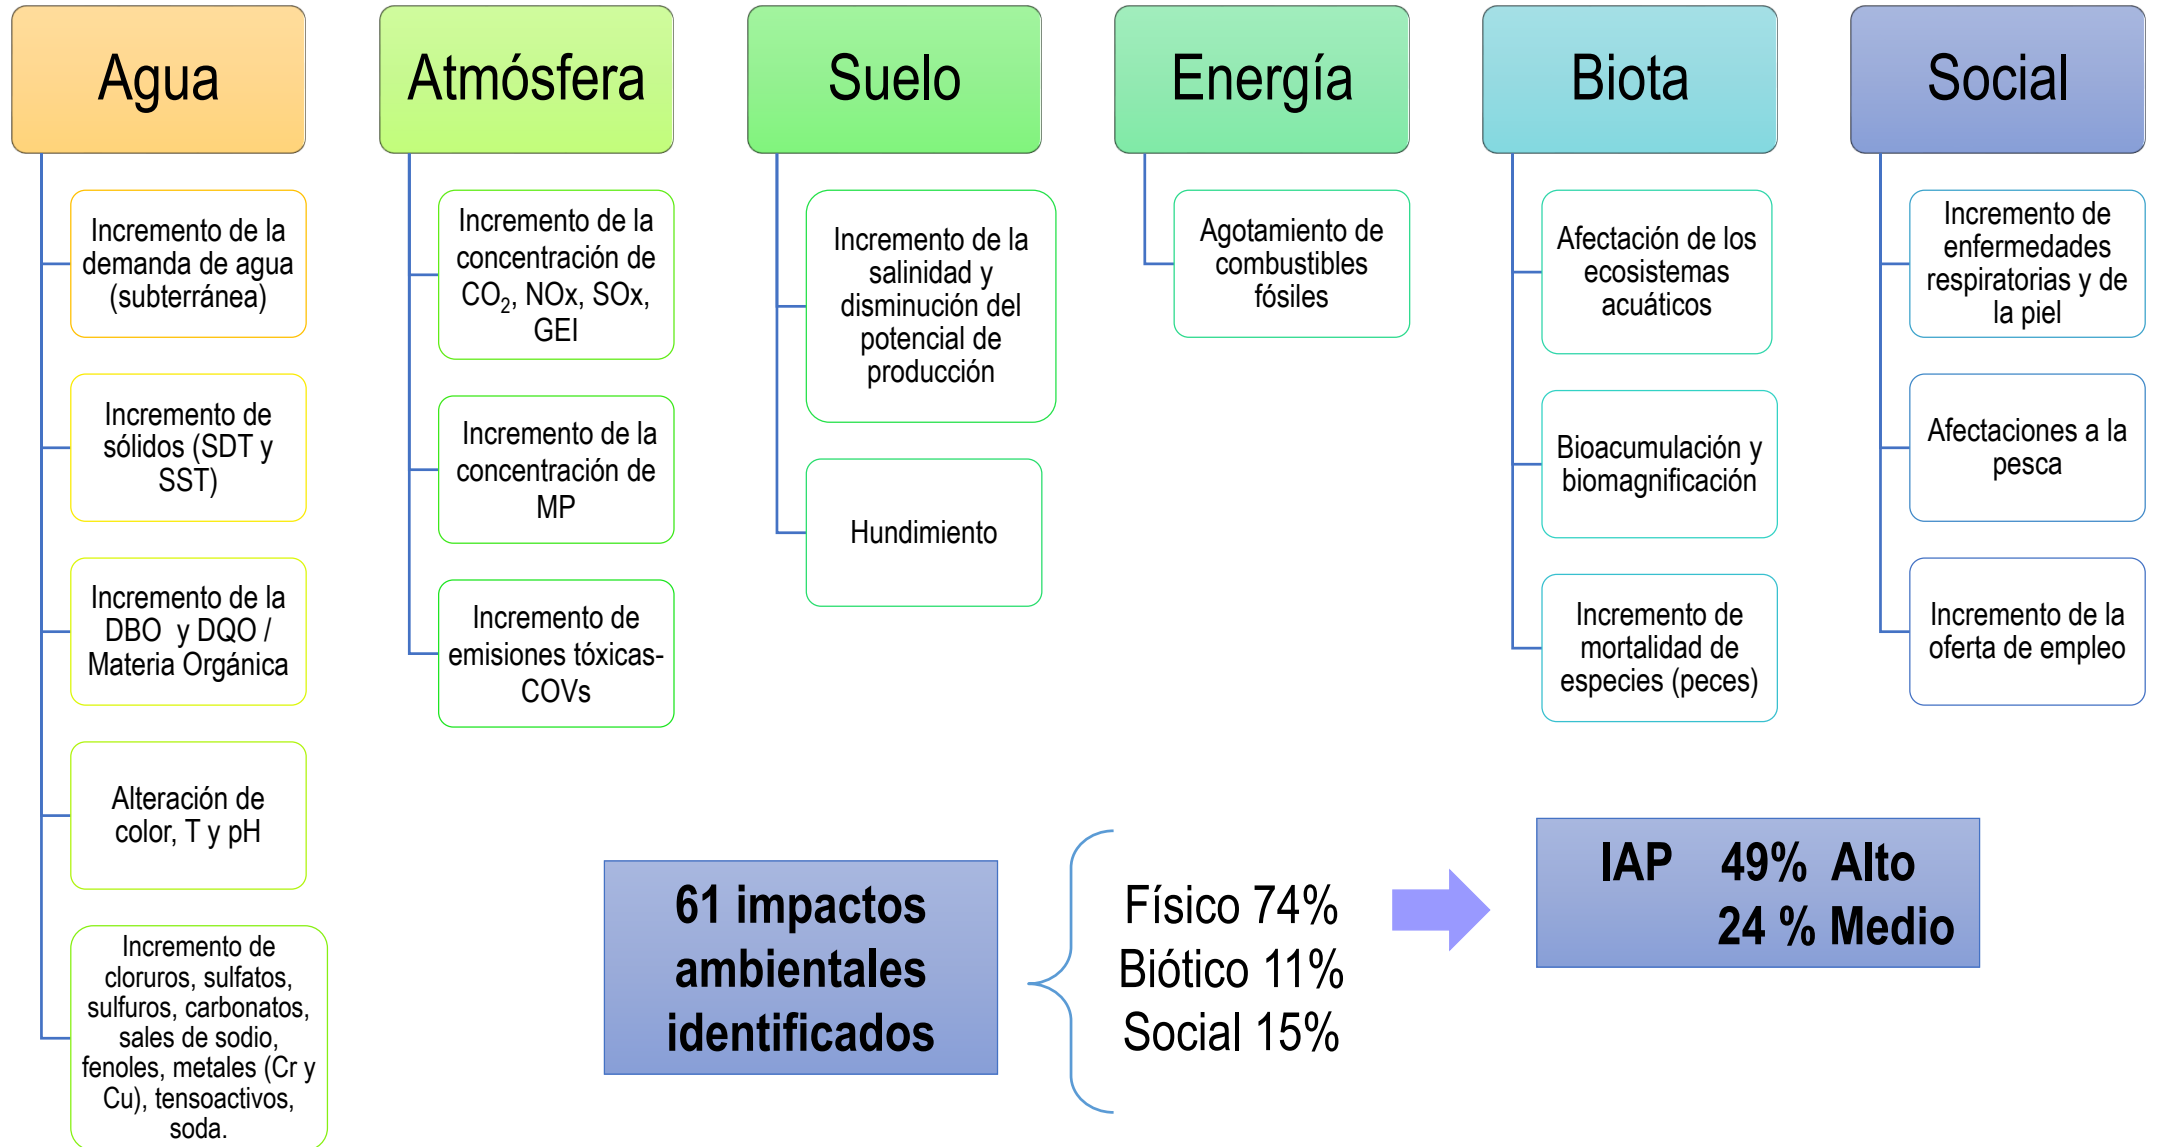 Agua
Incremento de la
demanda de agua
(subterránea)
Incremento de
sólidos (SDT y
SST)
Incremento de la
DBO y DQO /
Materia Orgánica
Alteración de
color, T y pH
Incremento de
cloruros, sulfatos,
sulfuros, carbonatos,
sales de sodio,
fenoles, metales (Cr y
Cu), tensoactivos,
soda.
Atmósfera
Incremento de la
concentración de
CO₂, NOx, SOx,
GEI
Incremento de la
concentración de
MP
Incremento de
emisiones tóxicas-
COVs
Suelo
Incremento de la
salinidad y
disminución del
potencial de
producción
Hundimiento
Energía
Agotamiento de
combustibles
fósiles
Biota
Afectación de los
ecosistemas
acuáticos
Bioacumulación y
biomagnificación
Incremento de
mortalidad de
especies (peces)
Social
Incremento de
enfermedades
respiratorias y de
la piel
Afectaciones a la
pesca
Incremento de la
oferta de empleo
61 impactos
ambientales
identificados
Físico 74%
Biótico 11%
Social 15%
IAP 49% Alto
24 % Medio